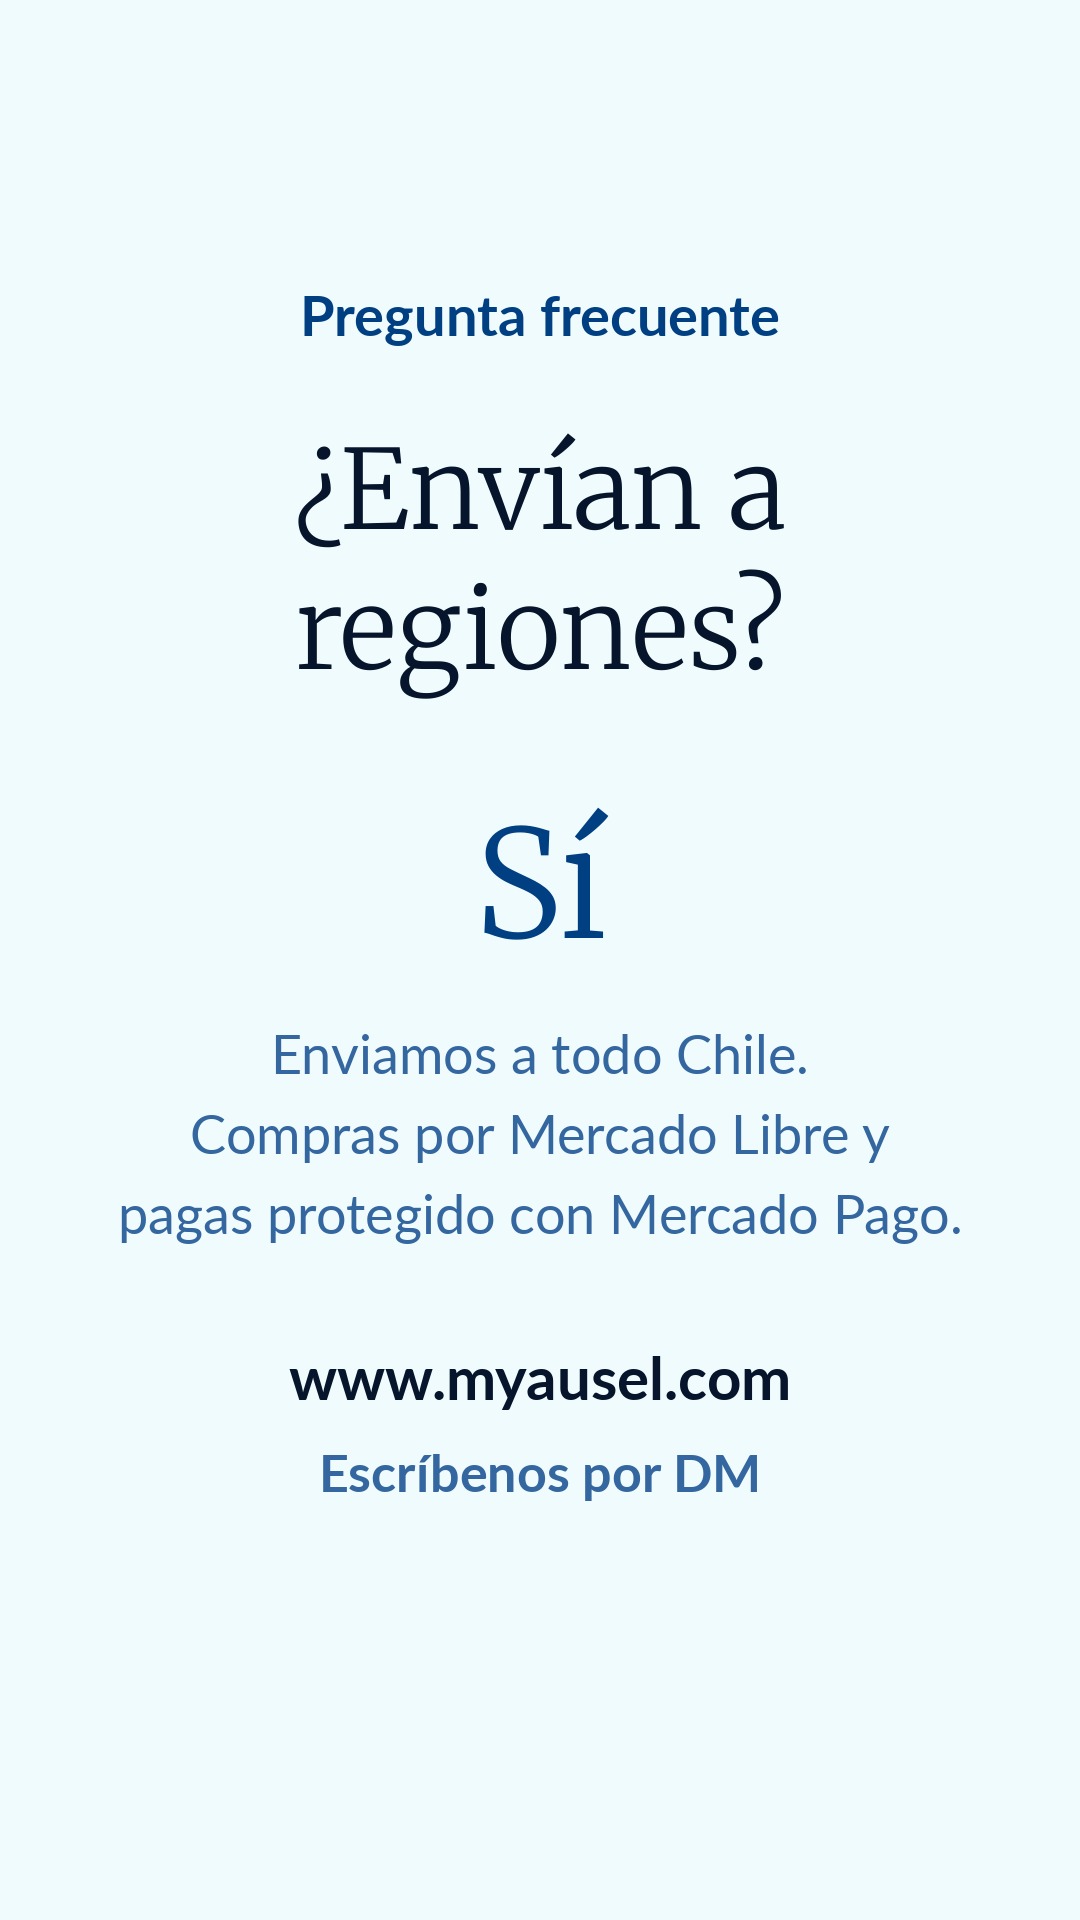 Pregunta frecuente
¿Envían a
regiones?
Sí
Enviamos a todo Chile.
Compras por Mercado Libre y
pagas protegido con Mercado Pago.
www.myausel.com
Escríbenos por DM